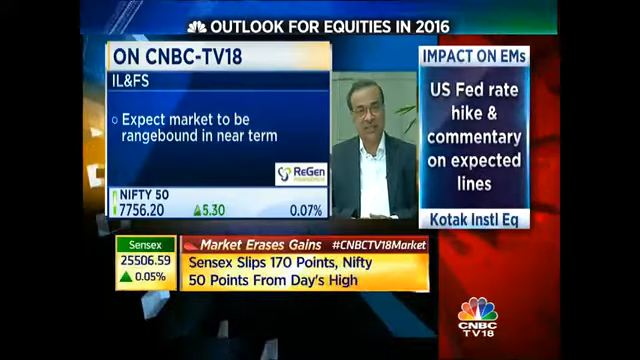 OUTLOOK FOR EQUITIES IN 2016
ON CNBC-TV18
IL&FS
Expect market to be
rangebound in near term
ReGen
NIFTY 50
7756.20 5.30 0.07%
IMPACT ON EMs
US Fed rate
hike &
commentary
on expected
lines
Kotak Instl Eq
Sensex
25506.59
0.05%
Market Erases Gains #CNBCTV18Market
Sensex Slips 170 Points, Nifty
50 Points From Day's High
CNBC
TV18